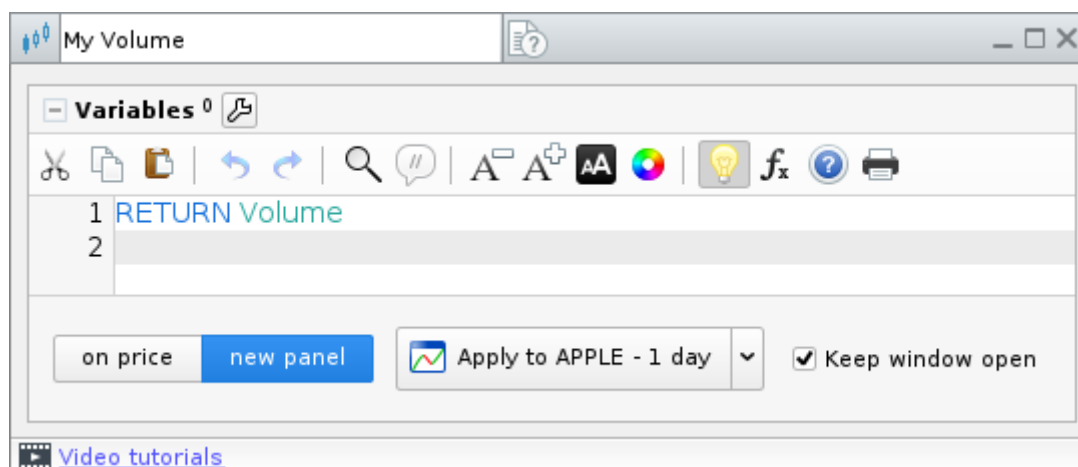 My Volume
Variables 0
1 RETURN Volume
2
on price new panel Apply to APPLE - 1 day Keep window open
Video tutorials